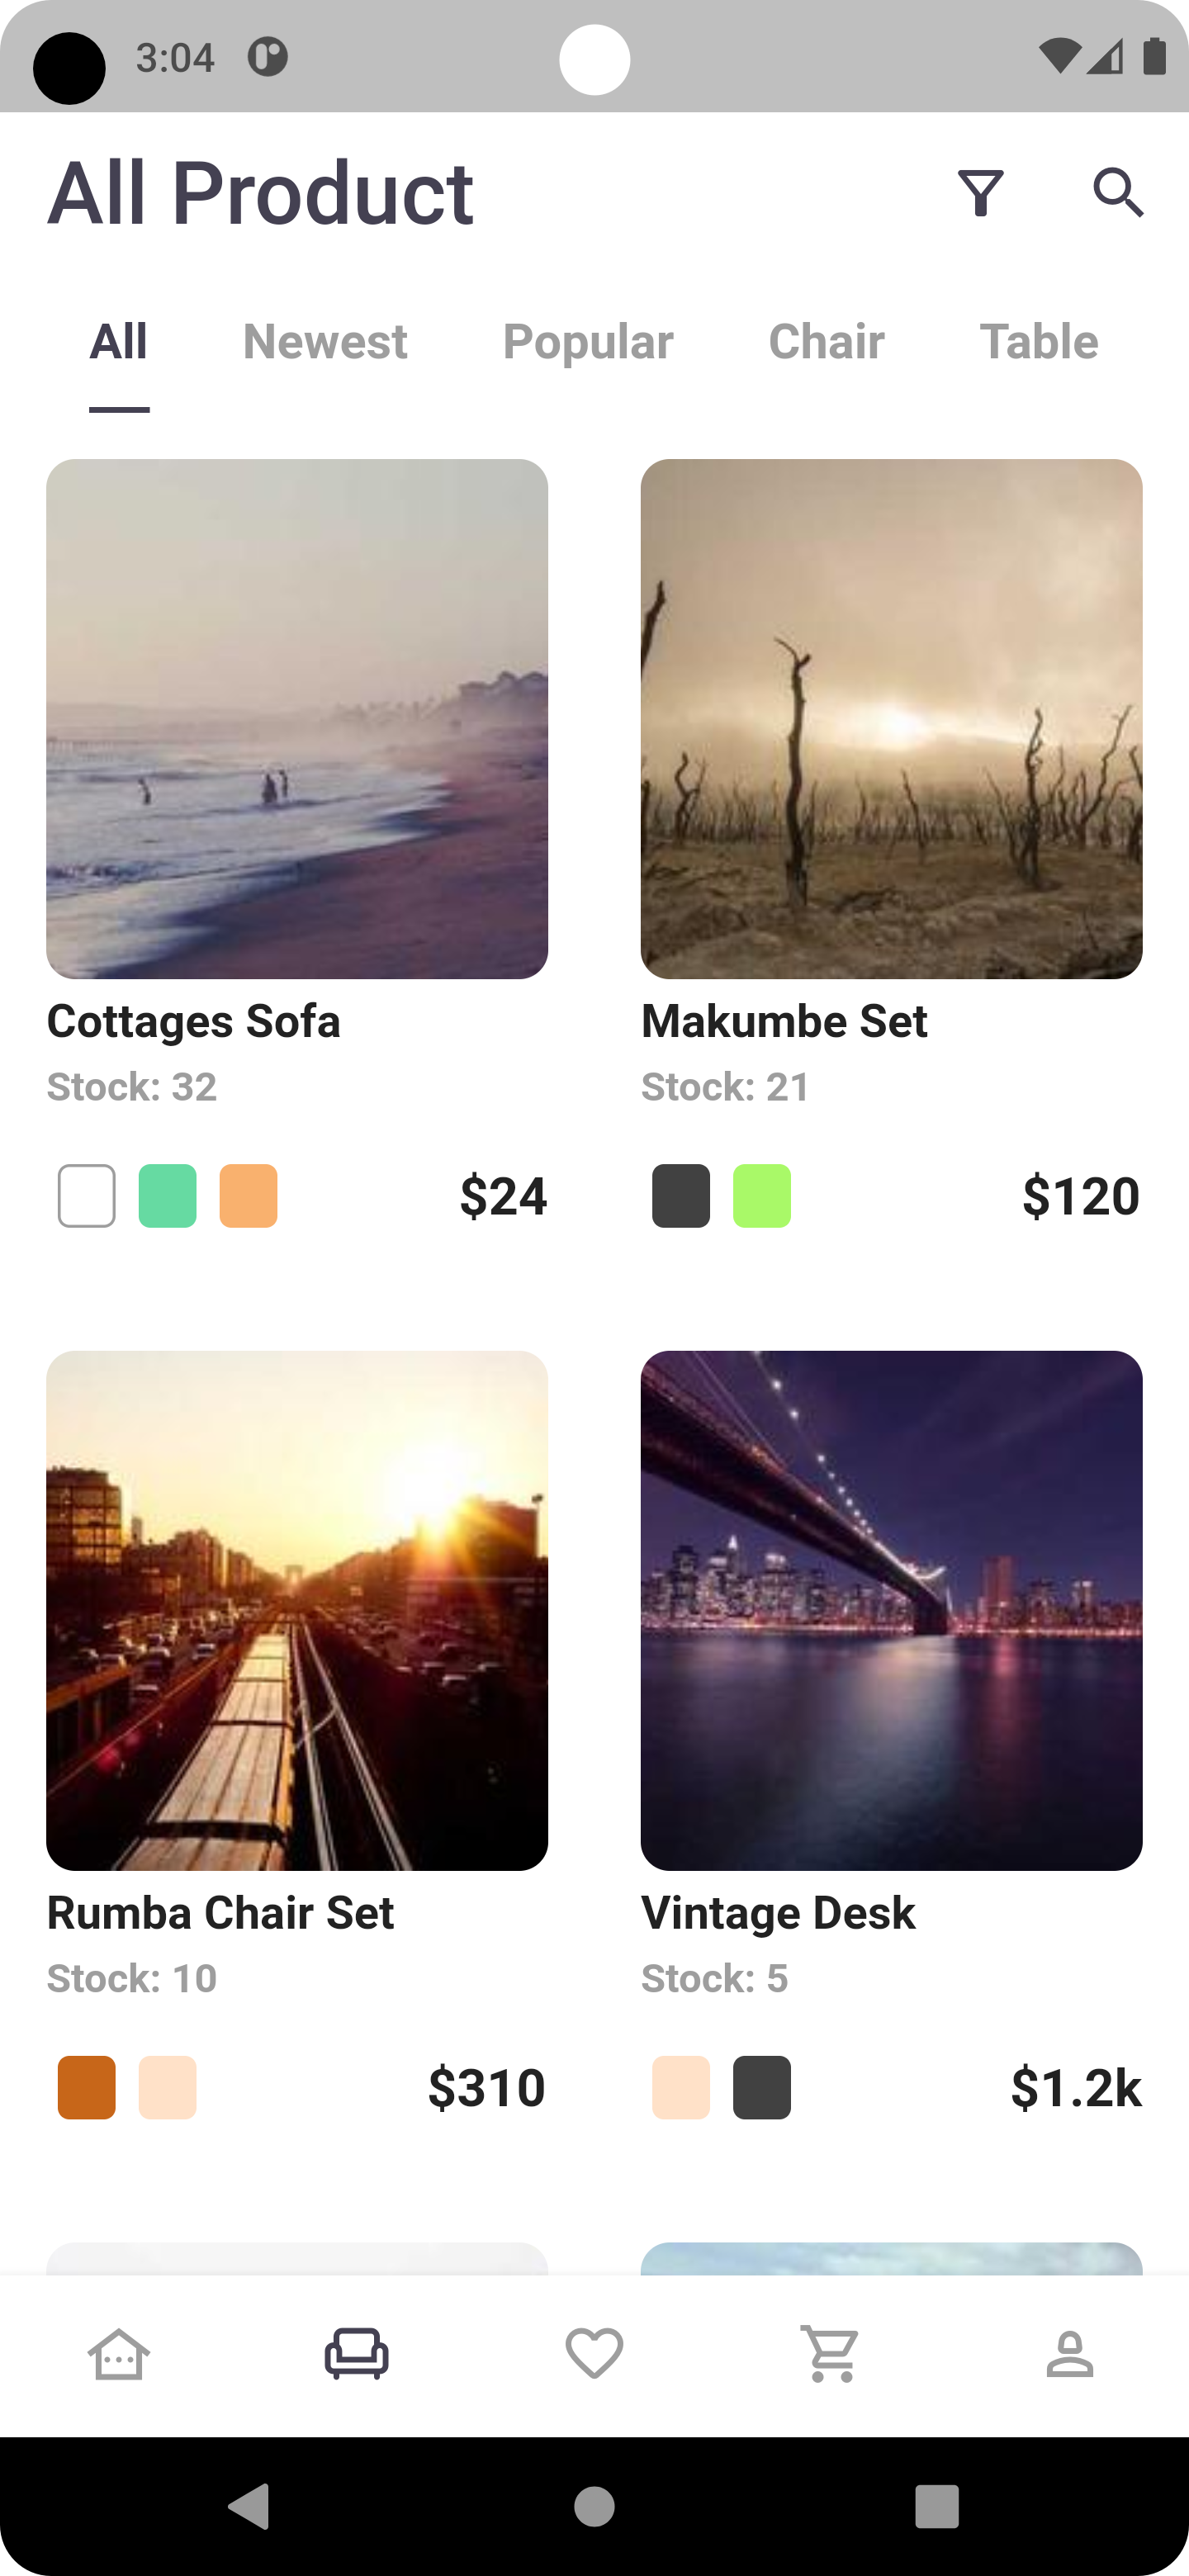 3:04
All Product
All Newest Popular Chair Table
Cottages Sofa
Stock: 32
$24
Makumbe Set
Stock: 21
$120
Rumba Chair Set
Stock: 10
$310
Vintage Desk
Stock: 5
$1.2k